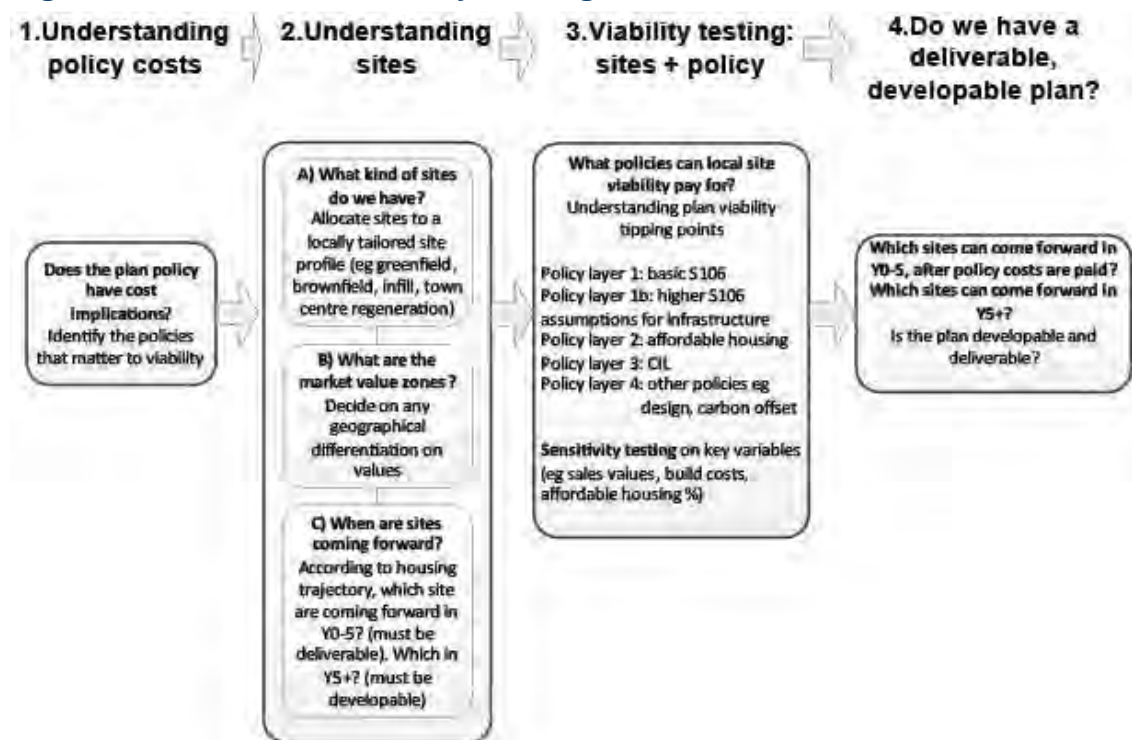 1.Understanding
policy costs
2.Understanding
sites
3.Viability testing:
sites + policy
4.Do we have a
deliverable,
developable plan?
Does the plan policy
have cost
implications?
Identify the policies
that matter to viability
A) What kind of sites
do we have?
Allocate sites to a
locally tailored site
profile (eg greenfield,
brownfield, infill, town
centre regeneration)
B) What are the
market value zones?
Decide on any
geographical
differentiation on
values
C) When are sites
coming forward?
According to housing
trajectory, which site
are coming forward in
Y0-5? (must be
deliverable). Which in
Y5+? (must be
developable)
What policies can local site
viability pay for?
Understanding plan viability
tipping points
Policy layer 1: basic S106
Policy layer 1b: higher S106
assumptions for infrastructure
Policy layer 2: affordable housing
Policy layer 3: CIL
Policy layer 4: other policies eg
design, carbon offset
Sensitivity testing on key variables
(eg sales values, build costs,
affordable housing %)
Which sites can come forward in
Y0-5, after policy costs are paid?
Which sites can come forward in
Y5+?
Is the plan developable and
deliverable?